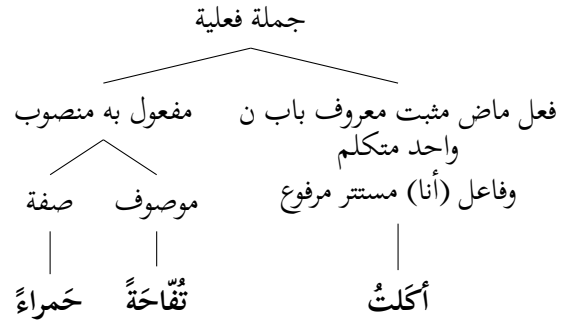 جملة فعلية
فعل ماض مثبت معروف باب ن
واحد متكلم
وفاعل (أنا) مستتر مرفوع
مفعول به منصوب
موصوف
صفة
أكَلتُ
تُفّاحَةً
حَمراءً